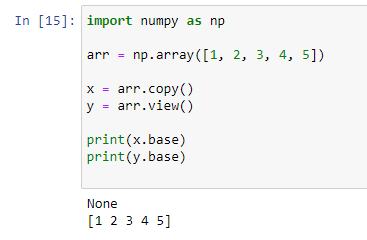 In [15]: import numpy as np
arr = np.array([1, 2, 3, 4, 5])
x = arr.copy()
y = arr.view()
print(x.base)
print(y.base)
None
[1 2 3 4 5]